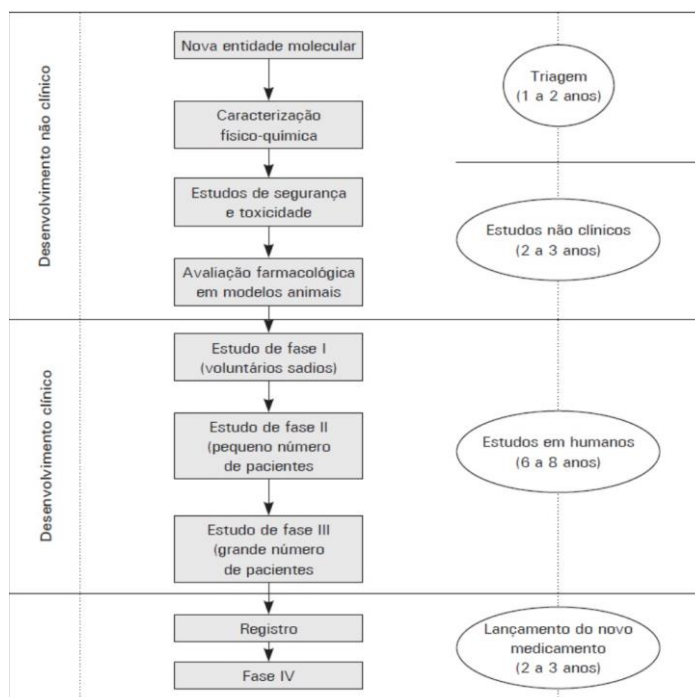 Desenvolvimento não clínico
Nova entidade molecular
Caracterização
físico-química
Estudos de segurança
e toxicidade
Avaliação farmacológica
em modelos animais
Triagem
(1 a 2 anos)
Estudos não clínicos
(2 a 3 anos)
Desenvolvimento clínico
Estudo de fase I
(voluntários sadios)
Estudo de fase II
(pequeno número
de pacientes
Estudo de fase III
(grande número
de pacientes
Estudos em humanos
(6 a 8 anos)
Registro
Fase IV
Lançamento do novo
medicamento
(2 a 3 anos)